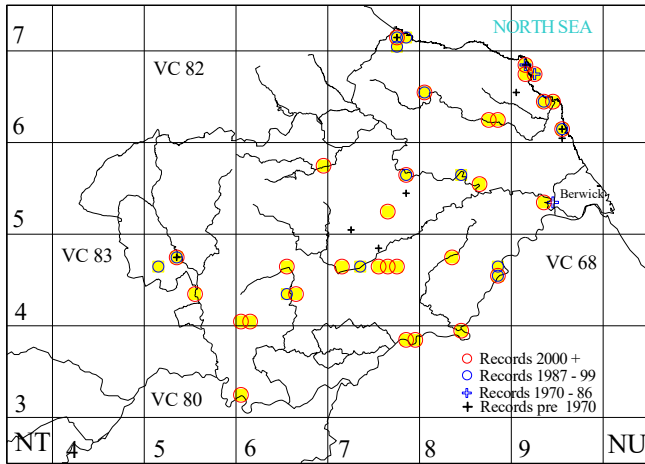 NORTH SEA
7
VC 82
6
Berwick
5
VC 83
VC 68
4
Records 2000 +
Records 1987 - 99
Records 1970 - 86
VC 80
Records pre 1970
3
NT 4 5 6 7 8 9 NU